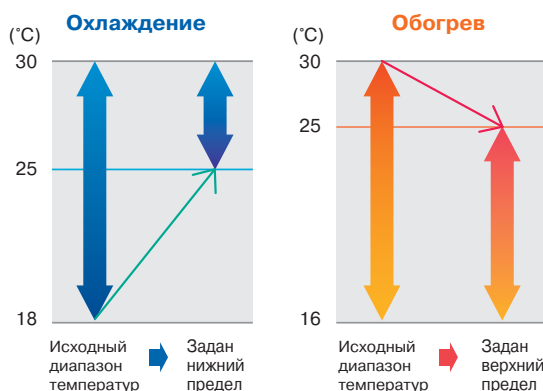 Охлаждение
(°C)
30
25
18
Исходный
диапазон
температур
Задан
нижний
предел
Обогрев
(°C)
30
25
16
Исходный
диапазон
температур
Задан
верхний
предел